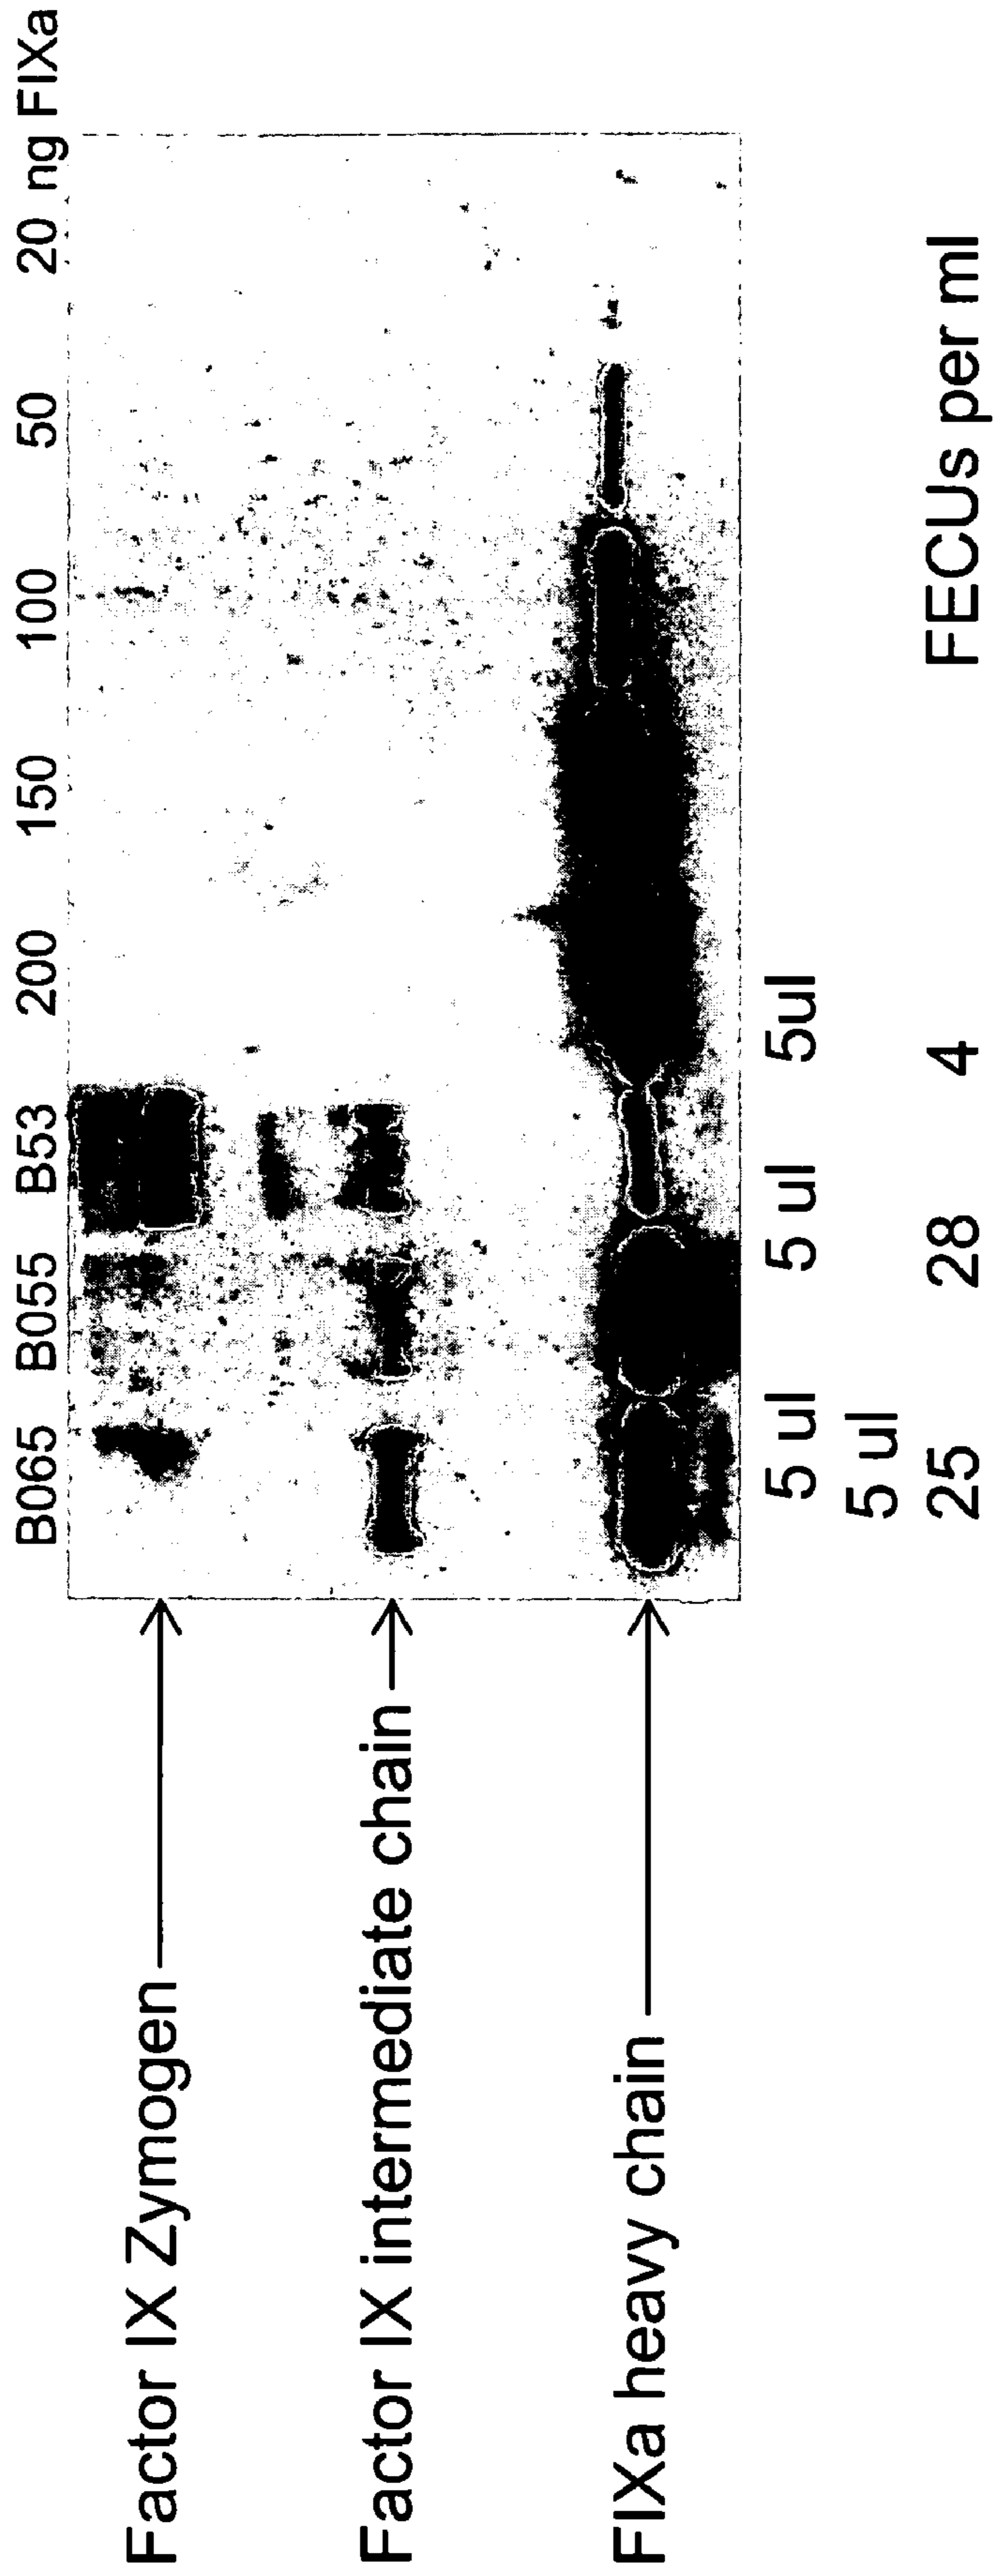 B065 B055 B53 200 150 100 50 20 ng FIXa
Factor IX Zymogen
Factor IX intermediate chain
FIXa heavy chain
5 ul 5 ul 5ul
5 ul
25 28 4 FECUs per ml